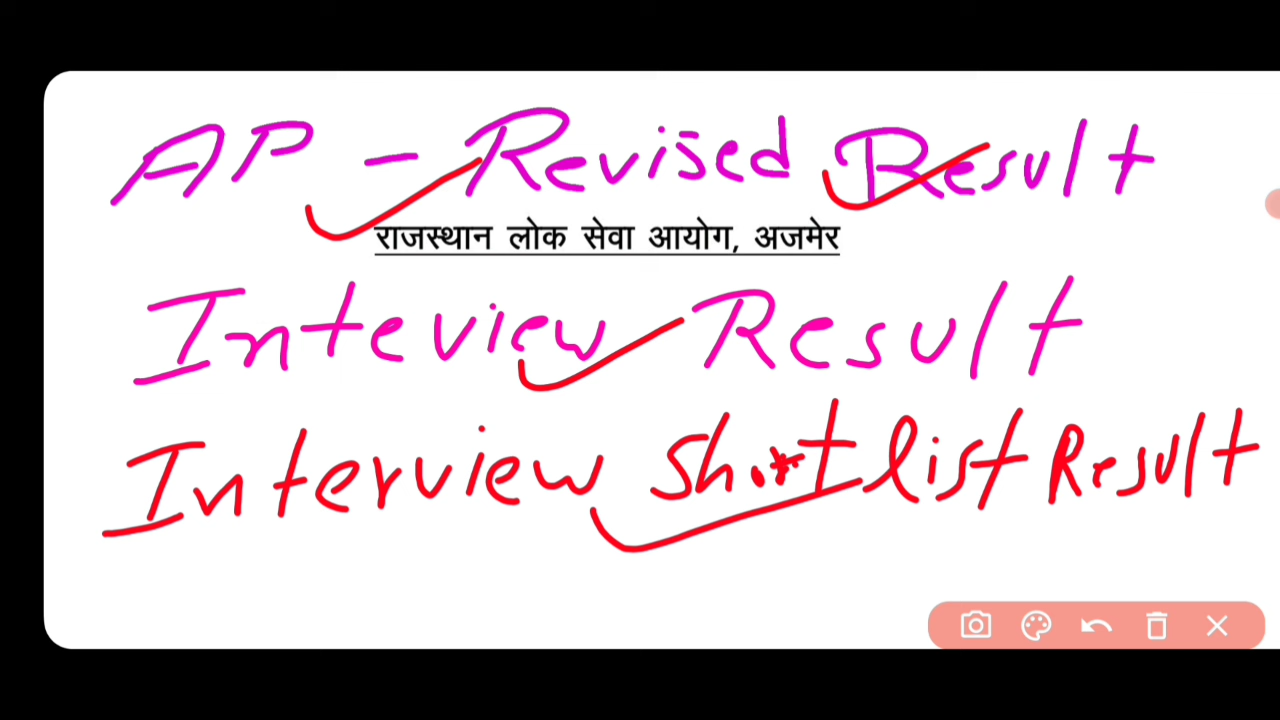 AP - Revised Result
राजस्थान लोक सेवा आयोग, अजमेर
Inteview Result
Interview Shortlist Result